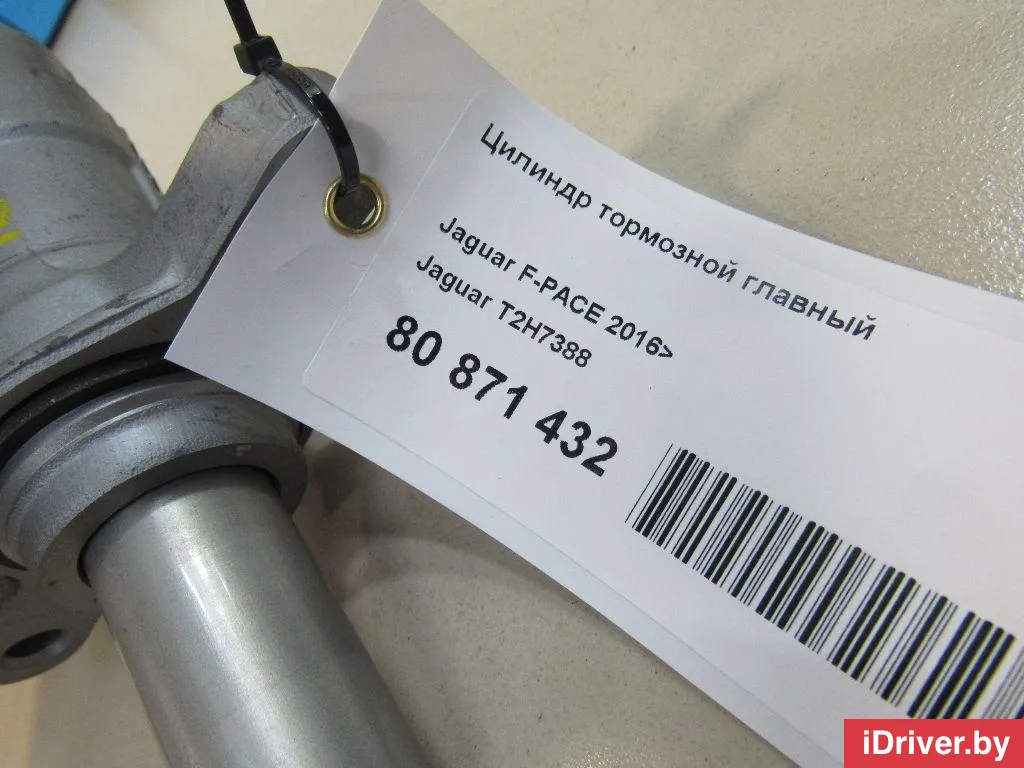 Цилиндр тормозной главный
Jaguar F-PACE 2016>
Jaguar T2H7388
80 871 432
iDriver.by